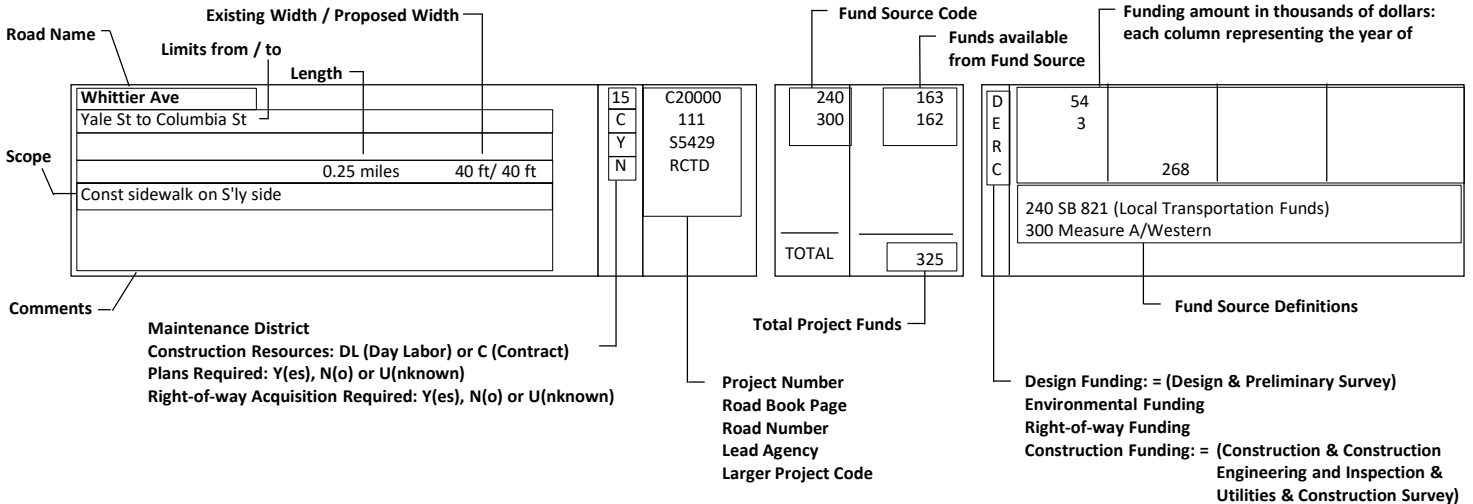 Existing Width / Proposed Width
Road Name
Limits from / to
Length
Fund Source Code
Funds available
from Fund Source
Funding amount in thousands of dollars:
each column representing the year of
Whittier Ave
Yale St to Columbia St
0.25 miles 40 ft/ 40 ft
Scope
Const sidewalk on S'ly side
Comments
15
C
Y
N
C20000
111
S5429
RCTD
240 163
300 162
TOTAL 325
D 54
E 3
R
C 268
240 SB 821 (Local Transportation Funds)
300 Measure A/Western
Maintenance District
Construction Resources: DL (Day Labor) or C (Contract)
Plans Required: Y(es), N(o) or U(nknown)
Right-of-way Acquisition Required: Y(es), N(o) or U(nknown)
Total Project Funds
Fund Source Definitions
Project Number
Road Book Page
Road Number
Lead Agency
Larger Project Code
Design Funding: = (Design & Preliminary Survey)
Environmental Funding
Right-of-way Funding
Construction Funding: = (Construction & Construction
Engineering and Inspection &
Utilities & Construction Survey)